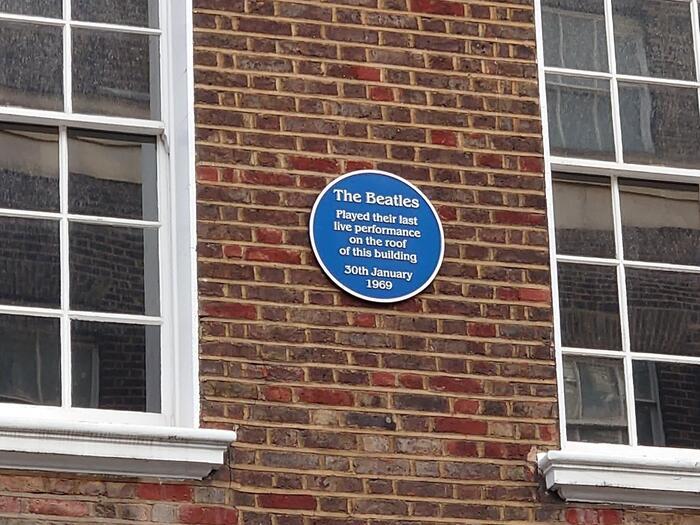 The Beatles
Played their last
live performance
on the roof
of this building
30th January
1969